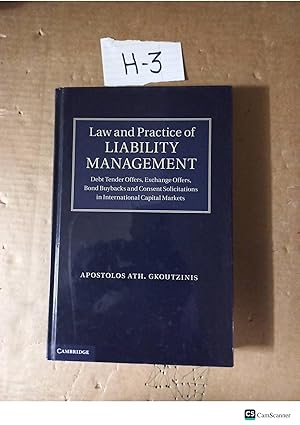 H-3
Law and Practice of
LIABILITY
MANAGEMENT
Debt Tender Offers, Exchange Offers,
Bond Buybacks and Consent Solicitations
in International Capital Markets
APOSTOLOS ATH. GKOUTZINIS
CAMBRIDGE
CS CamScanner